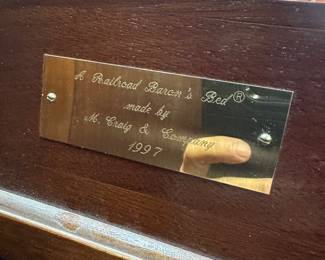 A Railroad Baron's Bed®
made by
M. Craig & Company
1997